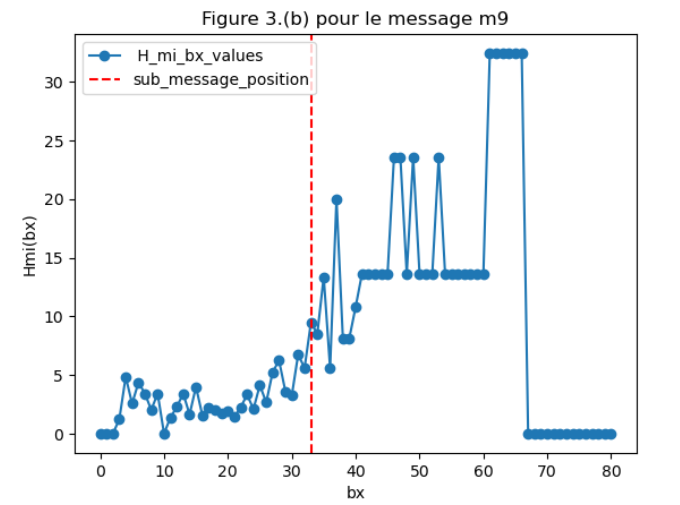 Figure 3.(b) pour le message m9
H_mi_bx_values
sub_message_position
30
25
20
15
10
5
0
Hmi(bx)
0 10 20 30 40 50 60 70 80
bx